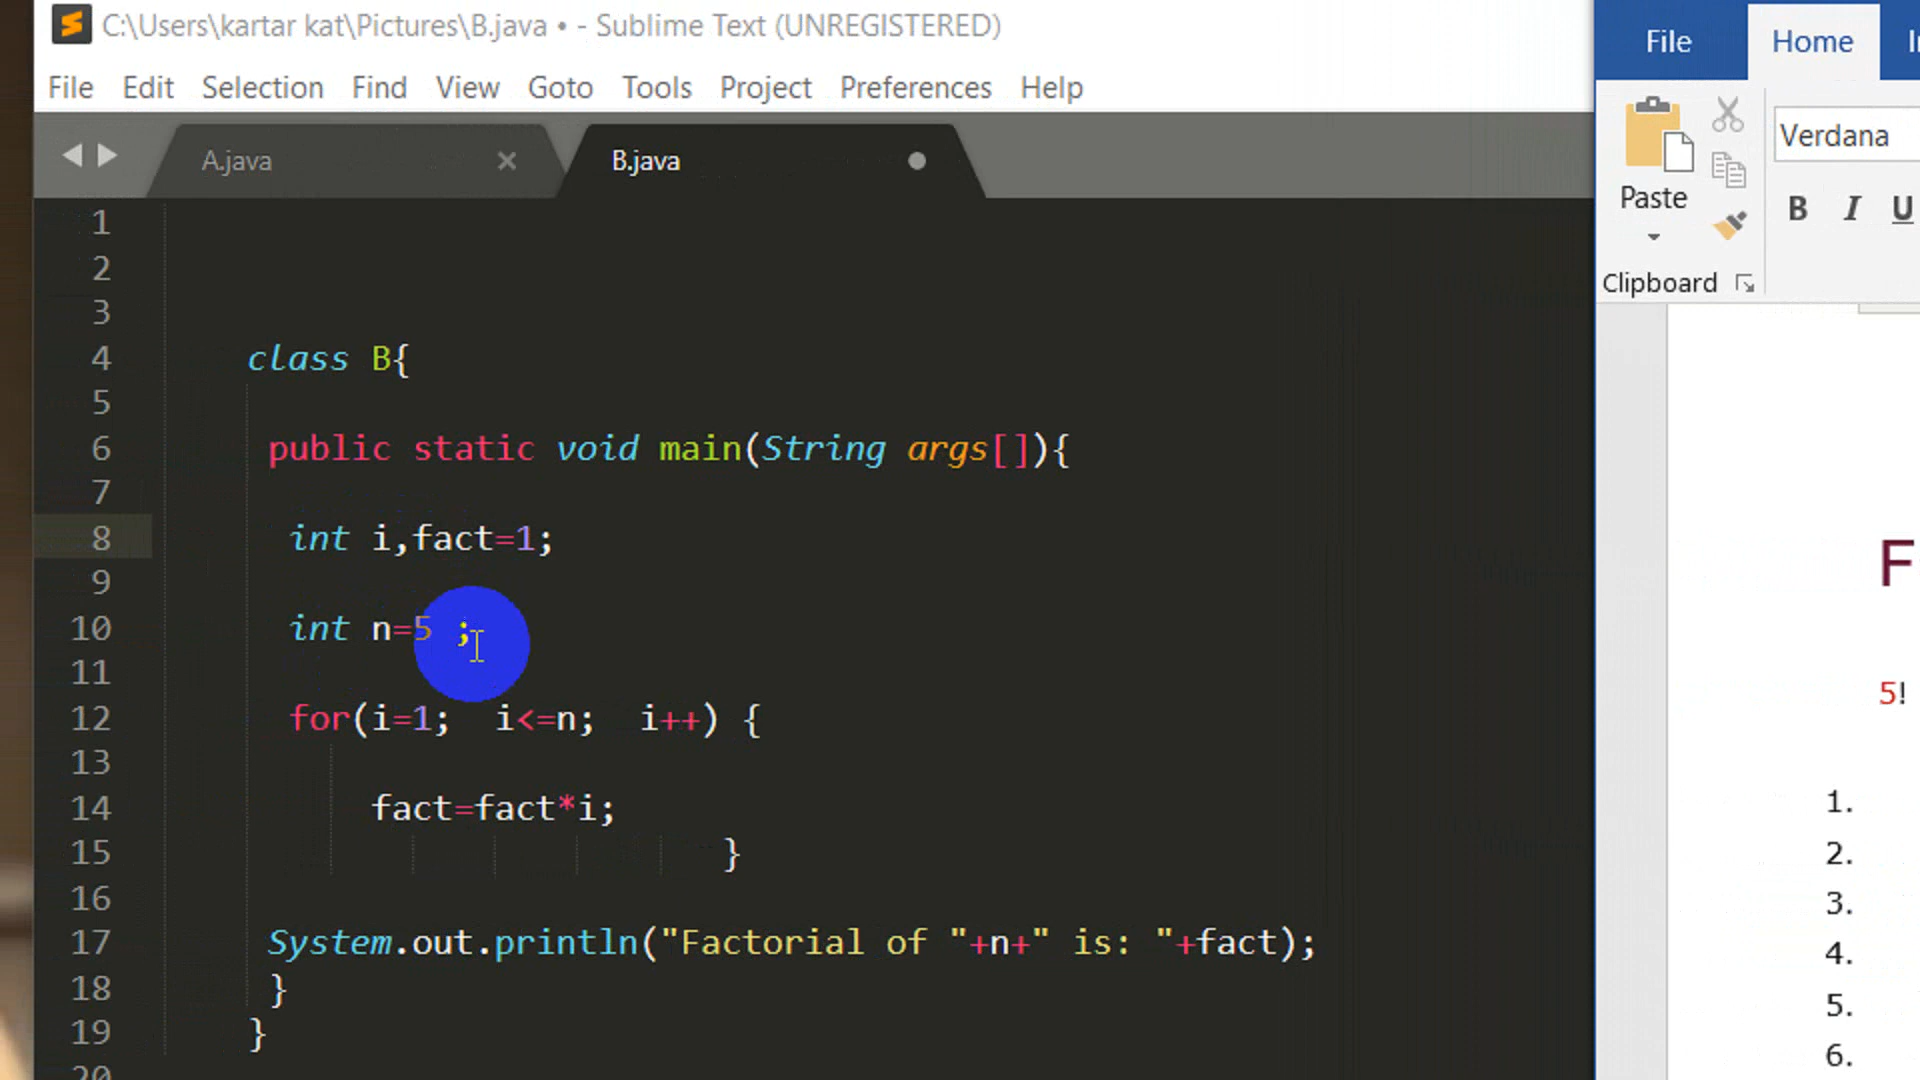 C:\Users\kartar kat\Pictures\B.java • - Sublime Text (UNREGISTERED)
File Edit Selection Find View Goto Tools Project Preferences Help
A.java
B.java
1
2
3
4 class B{
5
6 public static void main(String args[]){
7
8 int i,fact=1;
9
10 int n=5 ;
11
12 for(i=1; i<=n; i++) {
13
14 fact=fact*i;
15 }
16
17 System.out.println("Factorial of "+n+" is: "+fact);
18 }
19 }
20
File Home
Verdana
Paste
B I U
Clipboard
F
5!
1.
2.
3.
4.
5.
6.